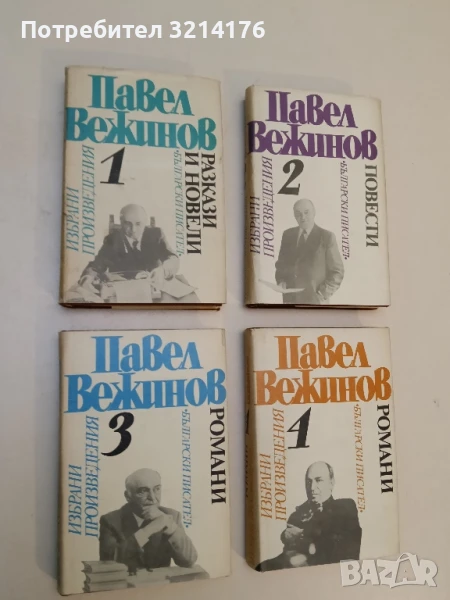 Потребител 3214176
Павел
Вежинов
1
РАЗКАЗИ
И НОВЕЛИ
•БЪЛГАРСКИ ПИСАТЕЛ•
ИЗБРАНИ
ПРОИЗВЕДЕНИЯ
Павел
Вежинов
2
ПОВЕСТИ
•БЪЛГАРСКИ ПИСАТЕЛ•
ИЗБРАНИ
ПРОИЗВЕДЕНИЯ
Павел
Вежинов
3
РОМАНИ
•БЪЛГАРСКИ ПИСАТЕЛ•
ИЗБРАНИ
ПРОИЗВЕДЕНИЯ
Павел
Вежинов
4
РОМАНИ
•БЪЛГАРСКИ ПИСАТЕЛ•
ИЗБРАНИ
ПРОИЗВЕДЕНИЯ
BAZAR